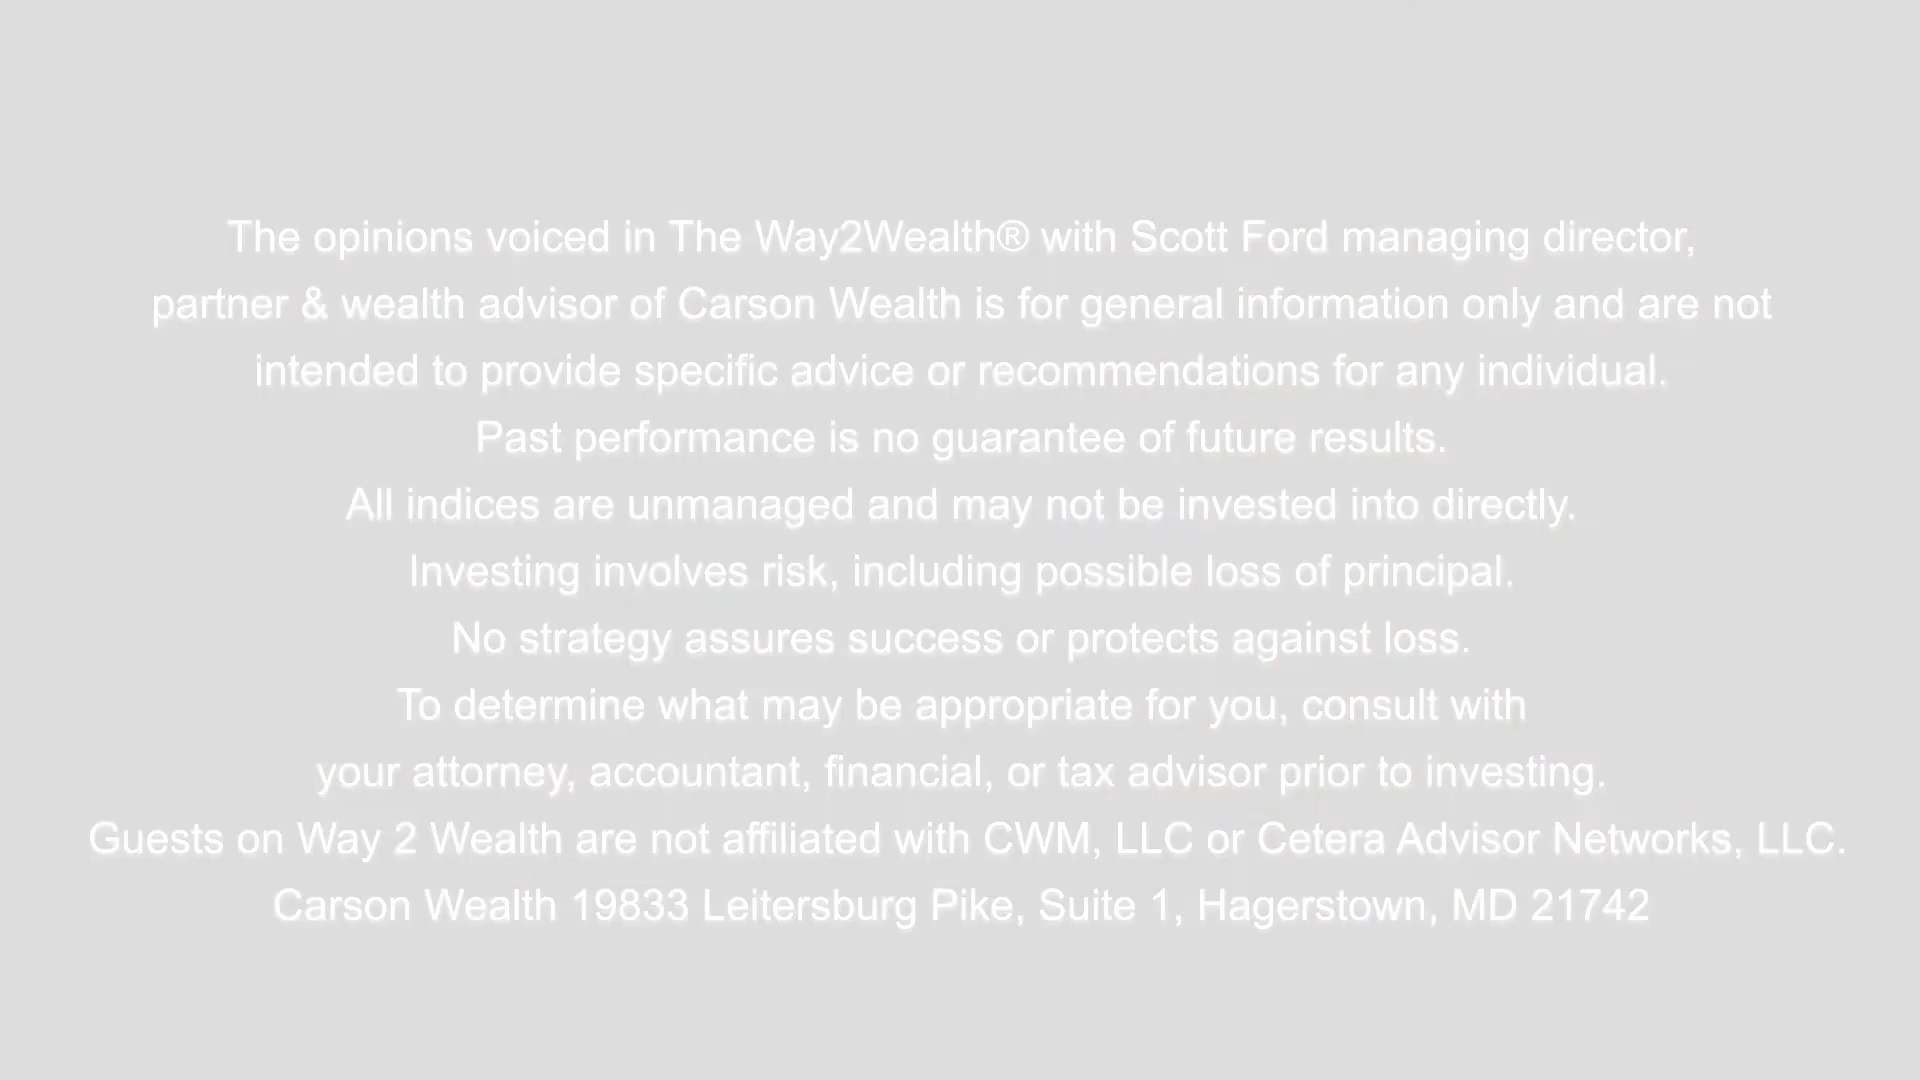 The opinions voiced in The Way2Wealth® with Scott Ford managing director,
partner & wealth advisor of Carson Wealth is for general information only and are not
intended to provide specific advice or recommendations for any individual.
Past performance is no guarantee of future results.
All indices are unmanaged and may not be invested into directly.
Investing involves risk, including possible loss of principal.
No strategy assures success or protects against loss.
To determine what may be appropriate for you, consult with
your attorney, accountant, financial, or tax advisor prior to investing.
Guests on Way 2 Wealth are not affiliated with CWM, LLC or Cetera Advisor Networks, LLC.
Carson Wealth 19833 Leitersburg Pike, Suite 1, Hagerstown, MD 21742